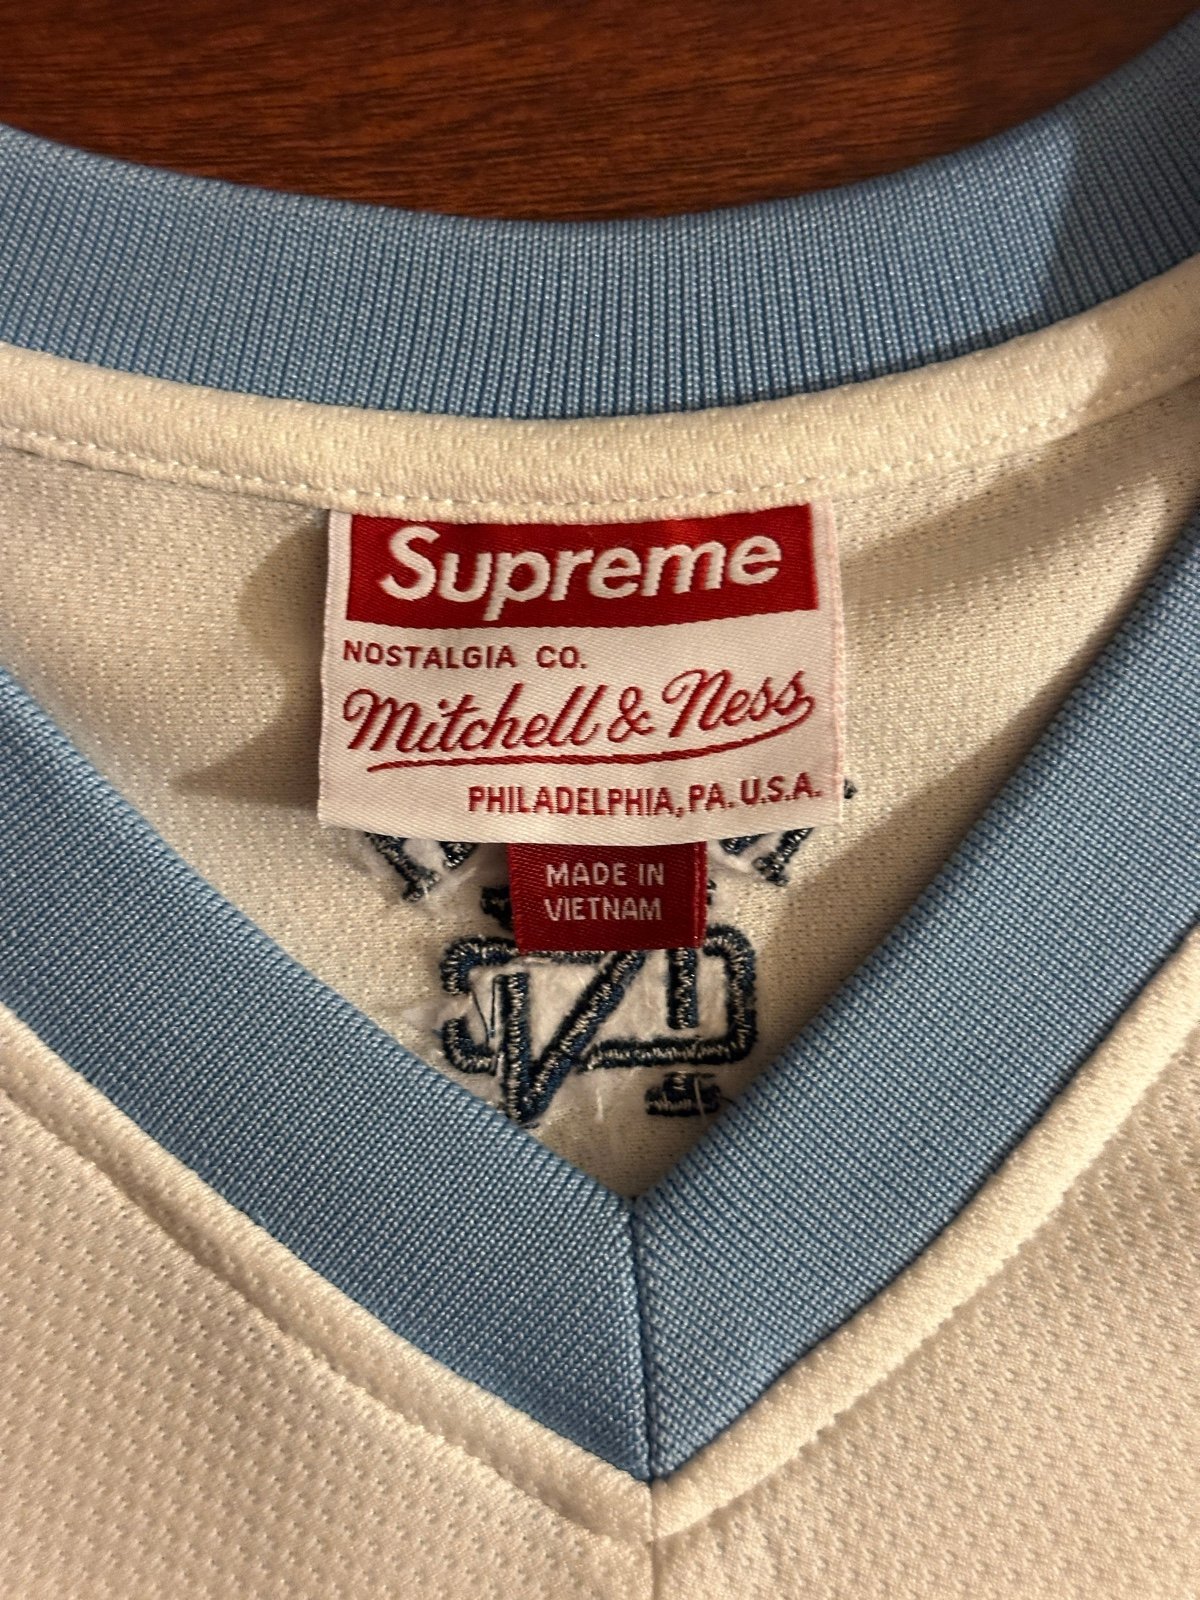 Supreme
NOSTALGIA CO.
Mitchell & Ness
PHILADELPHIA, PA. U.S.A.
MADE IN
VIETNAM